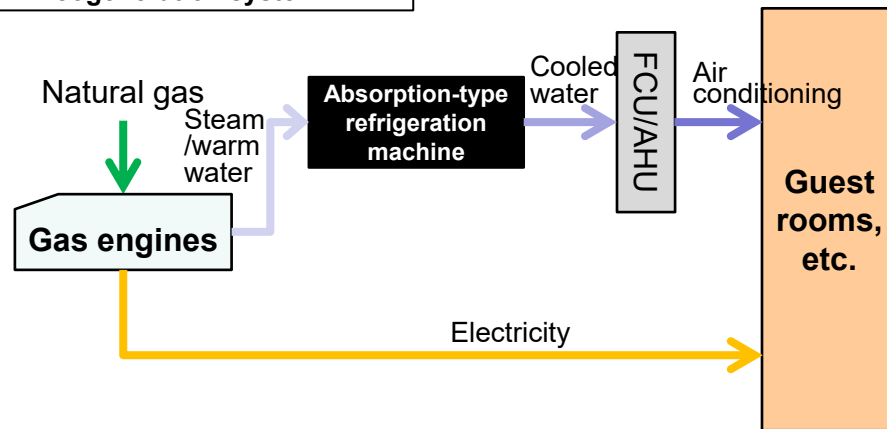 Natural gas
Steam
/warm
water
Gas engines
Absorption-type
refrigeration
machine
Cooled
water
FCU/AHU
Air
conditioning
Guest
rooms,
etc.
Electricity